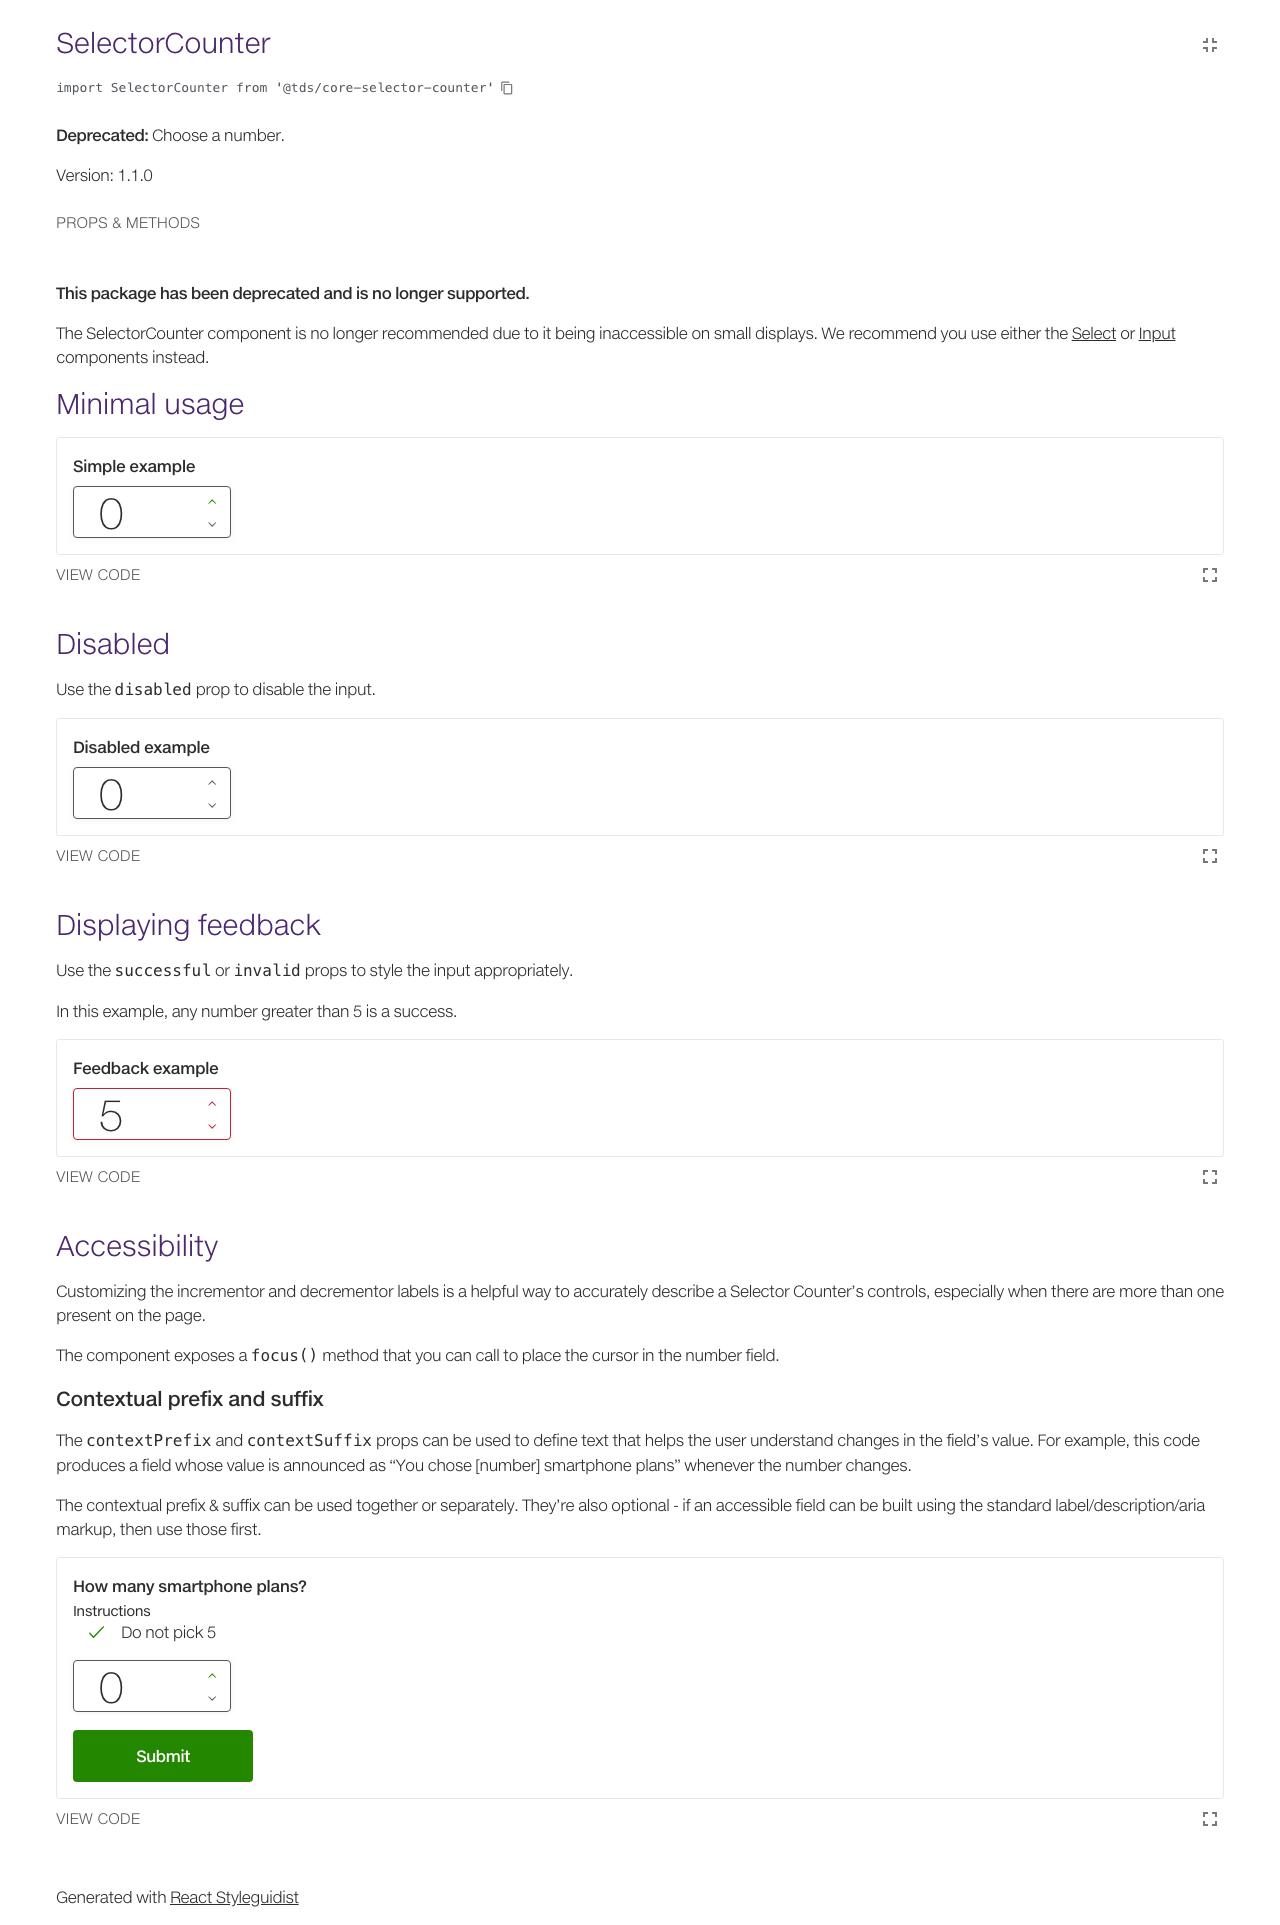 SelectorCounter
import SelectorCounter from '@tds/core-selector-counter'
Deprecated: Choose a number.
Version: 1.1.0
PROPS & METHODS
This package has been deprecated and is no longer supported.
The SelectorCounter component is no longer recommended due to it being inaccessible on small displays. We recommend you use either the Select or Input
components instead.
Minimal usage
Simple example
0
VIEW CODE
Disabled
Use the disabled prop to disable the input.
Disabled example
0
VIEW CODE
Displaying feedback
Use the successful or invalid props to style the input appropriately.
In this example, any number greater than 5 is a success.
Feedback example
5
VIEW CODE
Accessibility
Customizing the incrementor and decrementor labels is a helpful way to accurately describe a Selector Counter’s controls, especially when there are more than one
present on the page.
The component exposes a focus() method that you can call to place the cursor in the number field.
Contextual prefix and suffix
The contextPrefix and contextSuffix props can be used to define text that helps the user understand changes in the field’s value. For example, this code
produces a field whose value is announced as “You chose [number] smartphone plans” whenever the number changes.
The contextual prefix & suffix can be used together or separately. They’re also optional - if an accessible field can be built using the standard label/description/aria
markup, then use those first.
How many smartphone plans?
Instructions
Do not pick 5
0
Submit
VIEW CODE
Generated with React Styleguidist